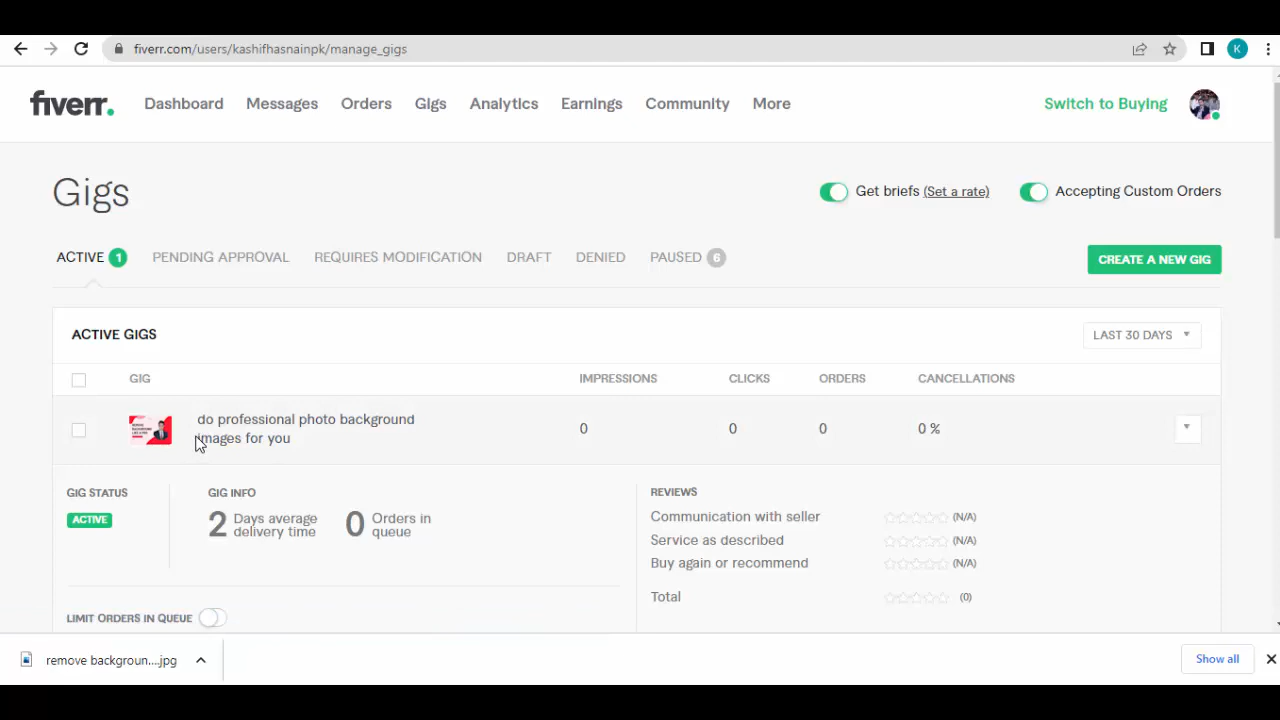 fiverr.com/users/kashifhasnainpk/manage_gigs
K
fiverr.
Dashboard Messages Orders Gigs Analytics Earnings Community More
Switch to Buying
Gigs
Get briefs (Set a rate)
Accepting Custom Orders
ACTIVE 1 PENDING APPROVAL REQUIRES MODIFICATION DRAFT DENIED PAUSED 6
CREATE A NEW GIG
ACTIVE GIGS
LAST 30 DAYS
GIG IMPRESSIONS CLICKS ORDERS CANCELLATIONS
do professional photo background
images for you
0 0 0 0 %
GIG STATUS
ACTIVE
GIG INFO
2 Days average
delivery time
0 Orders in
queue
LIMIT ORDERS IN QUEUE
REVIEWS
Communication with seller (N/A)
Service as described (N/A)
Buy again or recommend (N/A)
Total (0)
remove backgroun....jpg
Show all